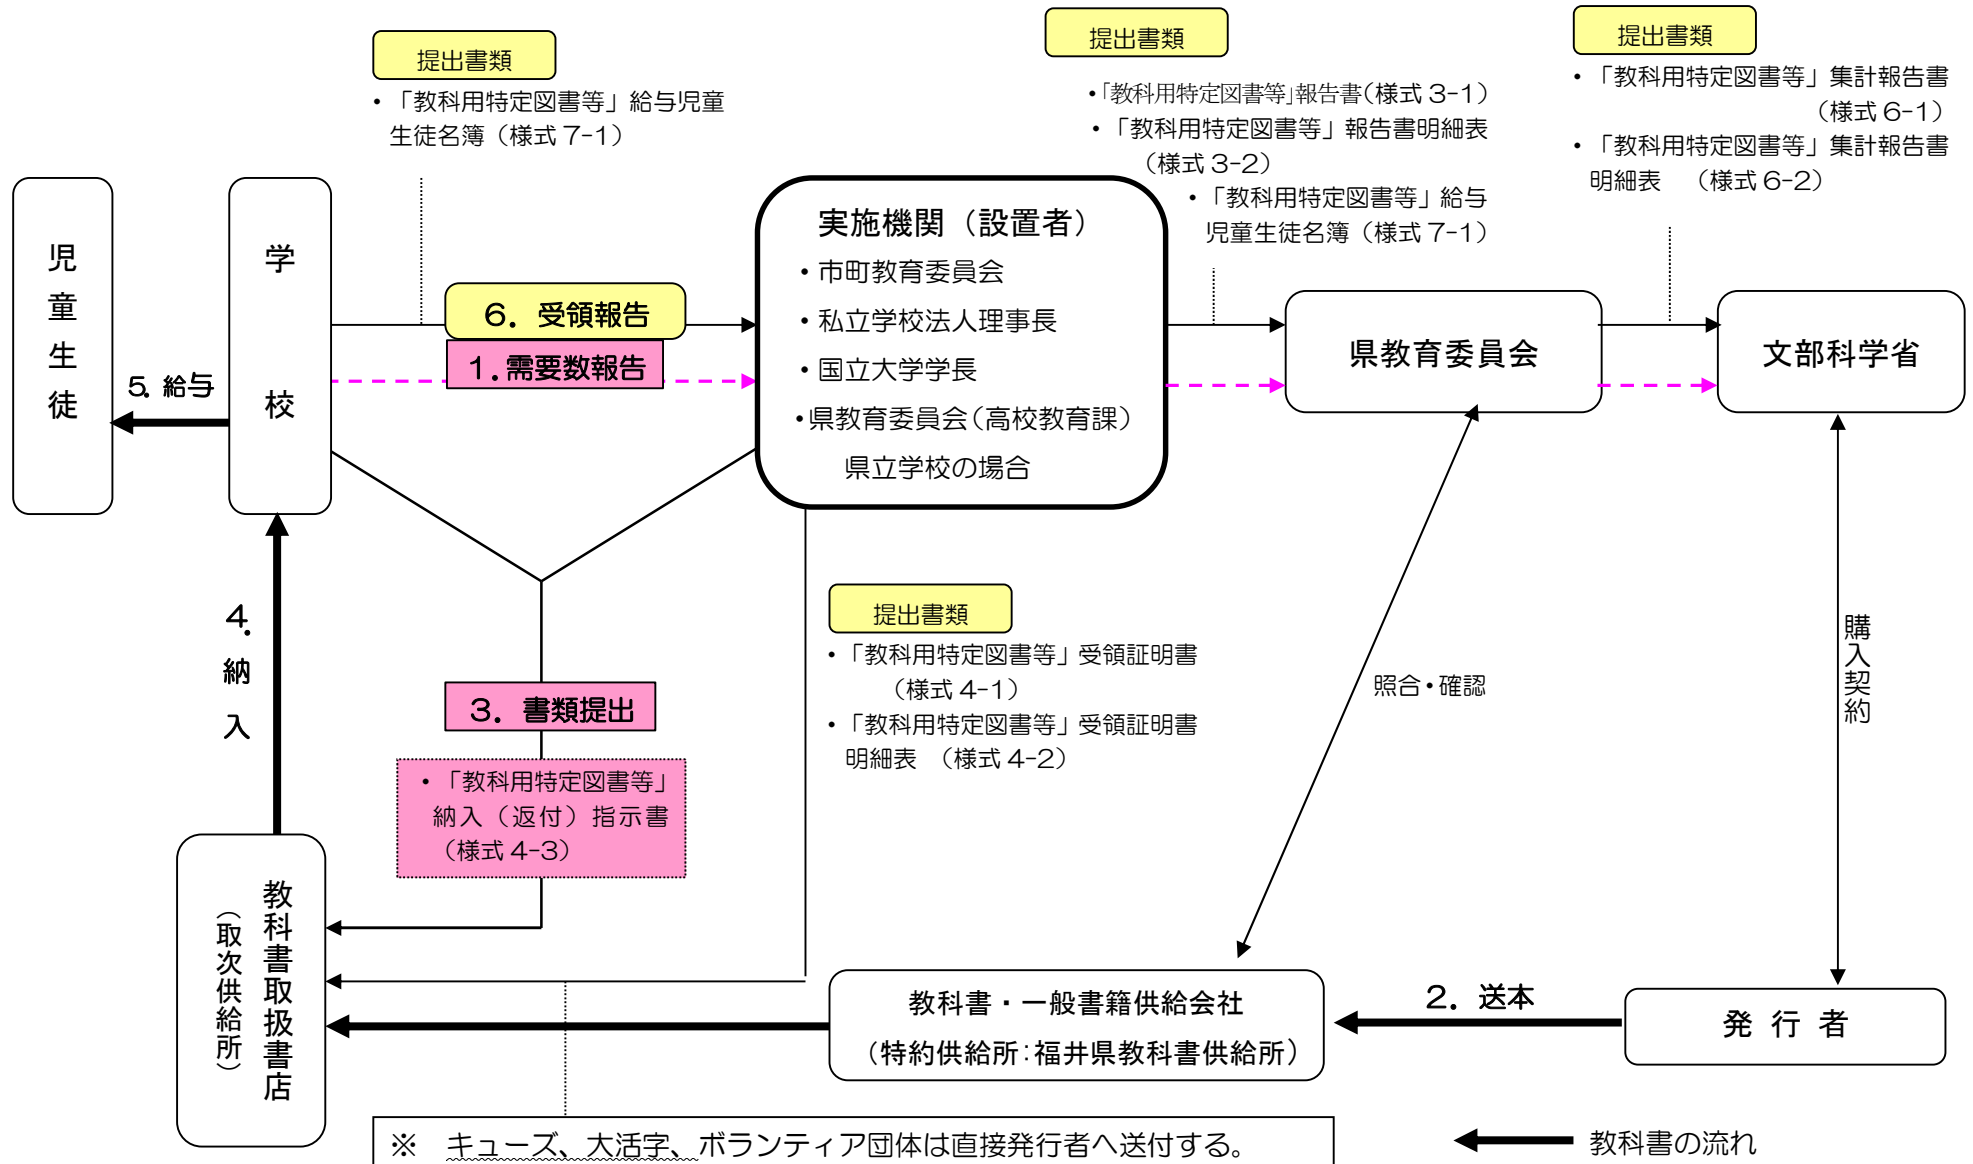 提出書類
・「教科用特定図書等」給与児童
生徒名簿（様式 7-1）
提出書類
・「教科用特定図書等」報告書（様式 3-1）
・「教科用特定図書等」報告書明細表
（様式 3-2）
・「教科用特定図書等」給与
児童生徒名簿（様式 7-1）
提出書類
・「教科用特定図書等」集計報告書
（様式 6-1）
・「教科用特定図書等」集計報告書
明細表　（様式 6-2）
児童生徒
学校
5. 給与
6. 受領報告
1. 需要数報告
実施機関（設置者）
・市町教育委員会
・私立学校法人理事長
・国立大学学長
・県教育委員会（高校教育課）
県立学校の場合
県教育委員会
文部科学省
4. 納入
3. 書類提出
・「教科用特定図書等」
納入（返付）指示書
（様式 4-3）
提出書類
・「教科用特定図書等」受領証明書
（様式 4-1）
・「教科用特定図書等」受領証明書
明細表　（様式 4-2）
照合・確認
購入契約
教科書取扱書店
（取次供給所）
教科書・一般書籍供給会社
（特約供給所：福井県教科書供給所）
2. 送本
発行者
※　キューズ、大活字、ボランティア団体は直接発行者へ送付する。
教科書の流れ